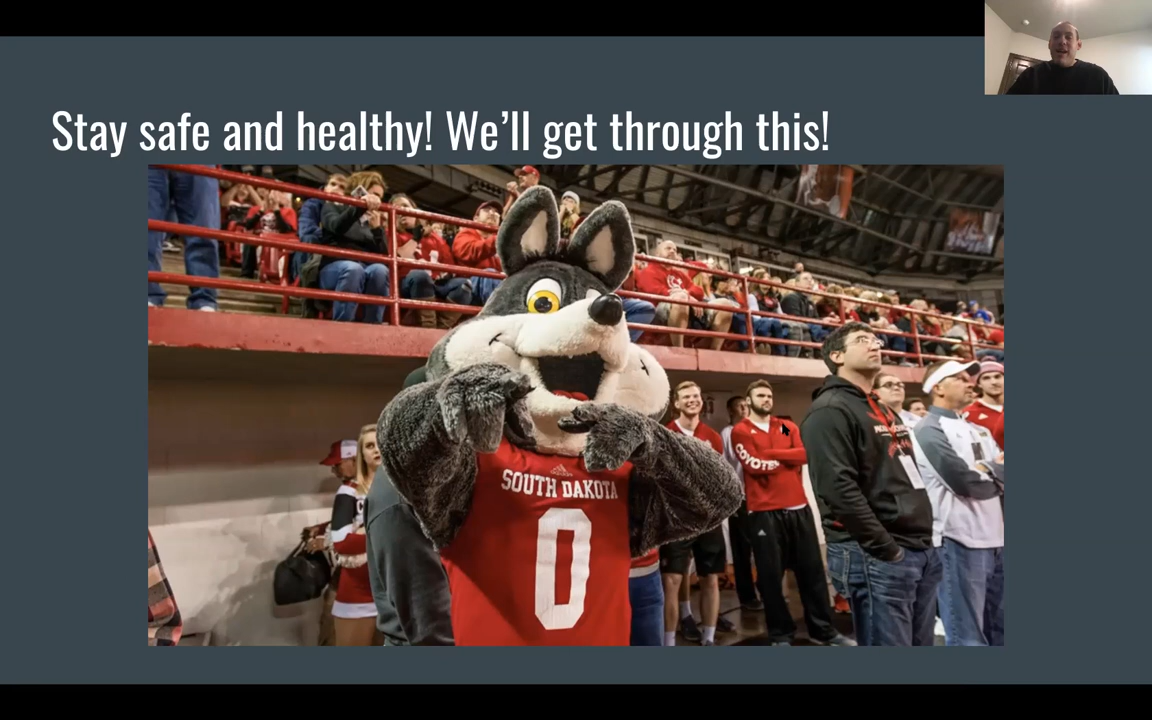 Stay safe and healthy! We’ll get through this!
SOUTH DAKOTA
0
COYOTES